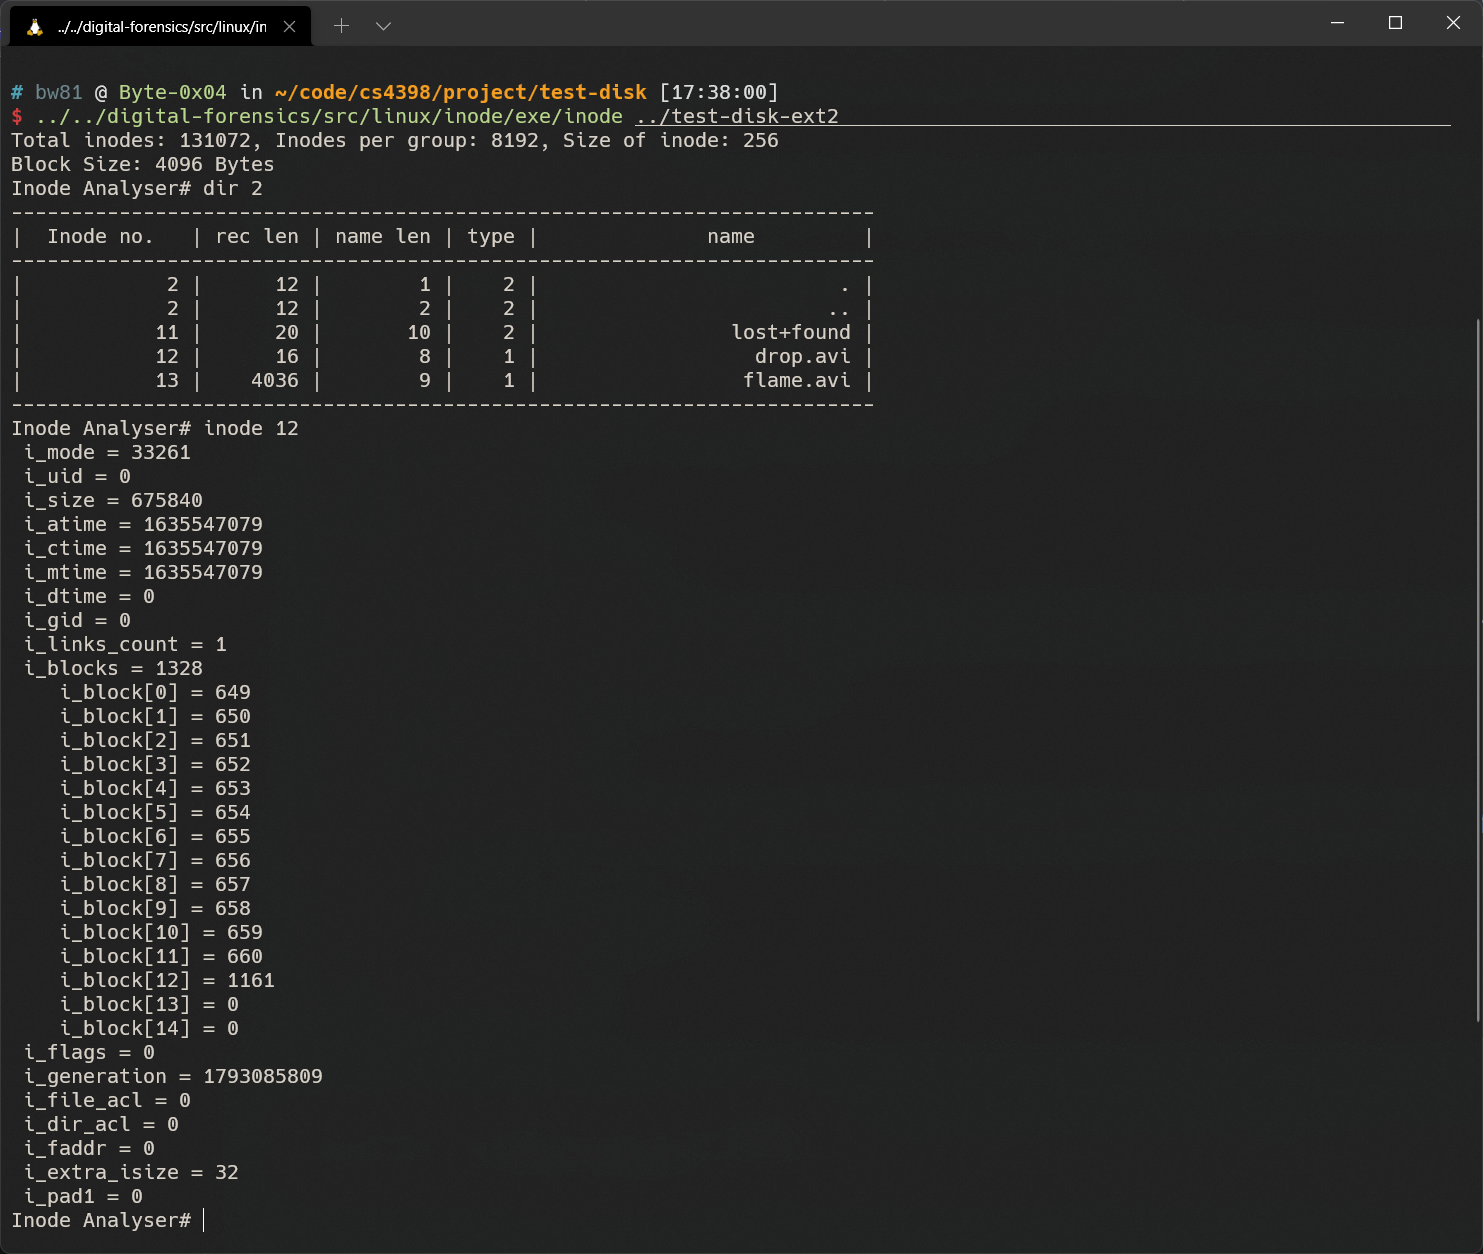 ../../digital-forensics/src/linux/in
# bw81 @ Byte-0x04 in ~/code/cs4398/project/test-disk [17:38:00]
$ ../../digital-forensics/src/linux/inode/exe/inode ../test-disk-ext2
Total inodes: 131072, Inodes per group: 8192, Size of inode: 256
Block Size: 4096 Bytes
Inode Analyser# dir 2
------------------------------------------------------------------------
|  Inode no.   | rec len | name len | type |              name         |
------------------------------------------------------------------------
|            2 |      12 |        1 |    2 |                         . |
|            2 |      12 |        2 |    2 |                        .. |
|           11 |      20 |       10 |    2 |                lost+found |
|           12 |      16 |        8 |    1 |                  drop.avi |
|           13 |    4036 |        9 |    1 |                 flame.avi |
------------------------------------------------------------------------
Inode Analyser# inode 12
 i_mode = 33261
 i_uid = 0
 i_size = 675840
 i_atime = 1635547079
 i_ctime = 1635547079
 i_mtime = 1635547079
 i_dtime = 0
 i_gid = 0
 i_links_count = 1
 i_blocks = 1328
    i_block[0] = 649
    i_block[1] = 650
    i_block[2] = 651
    i_block[3] = 652
    i_block[4] = 653
    i_block[5] = 654
    i_block[6] = 655
    i_block[7] = 656
    i_block[8] = 657
    i_block[9] = 658
    i_block[10] = 659
    i_block[11] = 660
    i_block[12] = 1161
    i_block[13] = 0
    i_block[14] = 0
 i_flags = 0
 i_generation = 1793085809
 i_file_acl = 0
 i_dir_acl = 0
 i_faddr = 0
 i_extra_isize = 32
 i_pad1 = 0
Inode Analyser#